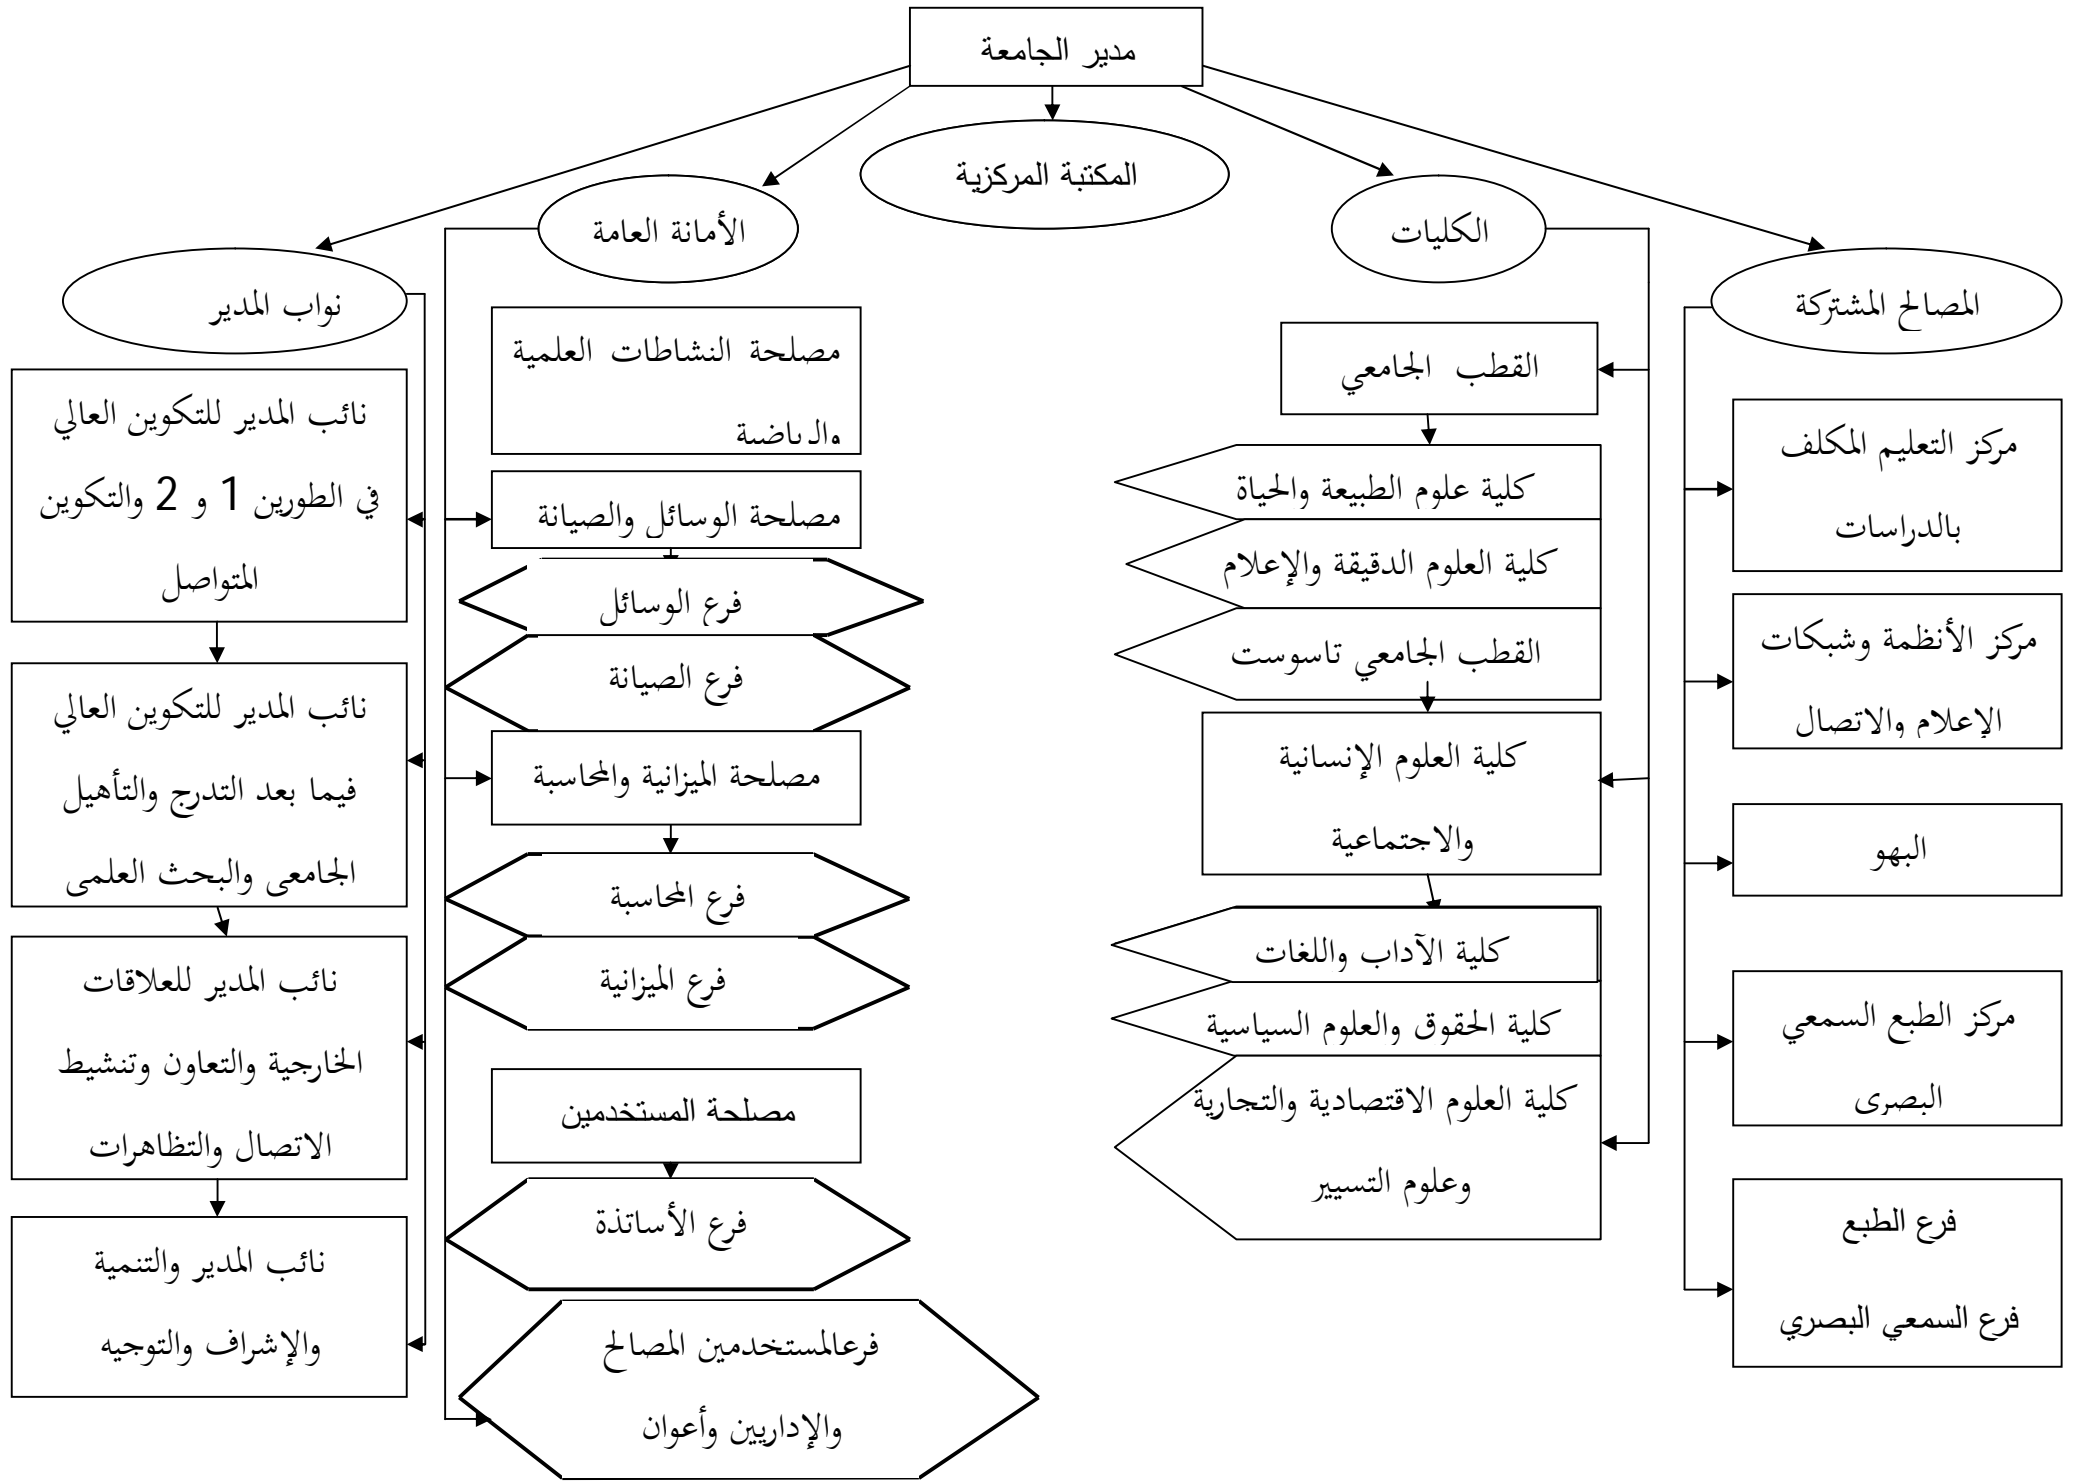 مدير الجامعة
المكتبة المركزية
الكليات
الأمانة العامة
المصالح المشتركة
نواب المدير
مركز التعليم المكلف
بالدراسات
مركز الأنظمة وشبكات
الإعلام والاتصال
البهو
مركز الطبع السمعي
البصري
فرع الطبع
فرع السمعي البصري
القطب الجامعي
كلية علوم الطبيعة والحياة
كلية العلوم الدقيقة والإعلام
القطب الجامعي تاسوست
كلية العلوم الإنسانية
والاجتماعية
كلية الآداب واللغات
كلية الحقوق والعلوم السياسية
كلية العلوم الاقتصادية والتجارية
وعلوم التسيير
مصلحة النشاطات العلمية
والرياضية
مصلحة الوسائل والصيانة
فرع الوسائل
فرع الصيانة
مصلحة الميزانية والمحاسبة
فرع المحاسبة
فرع الميزانية
مصلحة المستخدمين
فرع الأساتذة
فرعالمستخدمين المصالح
والإداريين وأعوان
نائب المدير للتكوين العالي
في الطورين 1 و 2 والتكوين
المتواصل
نائب المدير للتكوين العالي
فيما بعد التدرج والتأهيل
الجامعي والبحث العلمي
نائب المدير للعلاقات
الخارجية والتعاون وتنشيط
الاتصال والتظاهرات
نائب المدير والتنمية
والإشراف والتوجيه